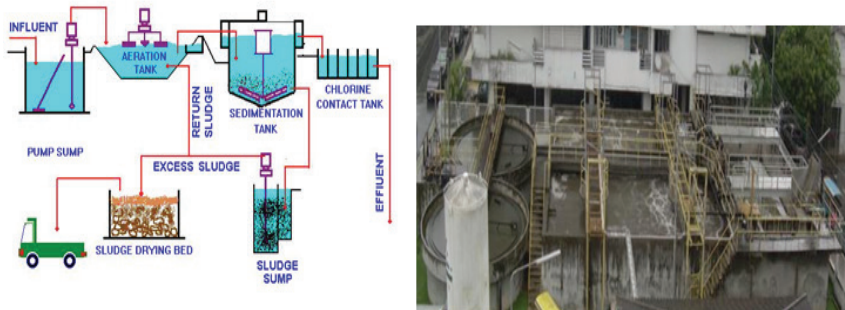 INFLUENT
AERATION
TANK
CHLORINE
CONTACT TANK
SEDIMENTATION
TANK
RETURN
SLUDGE
PUMP SUMP
EXCESS SLUDGE
EFFIUENT
SLUDGE DRYING BED
SLUDGE
SUMP